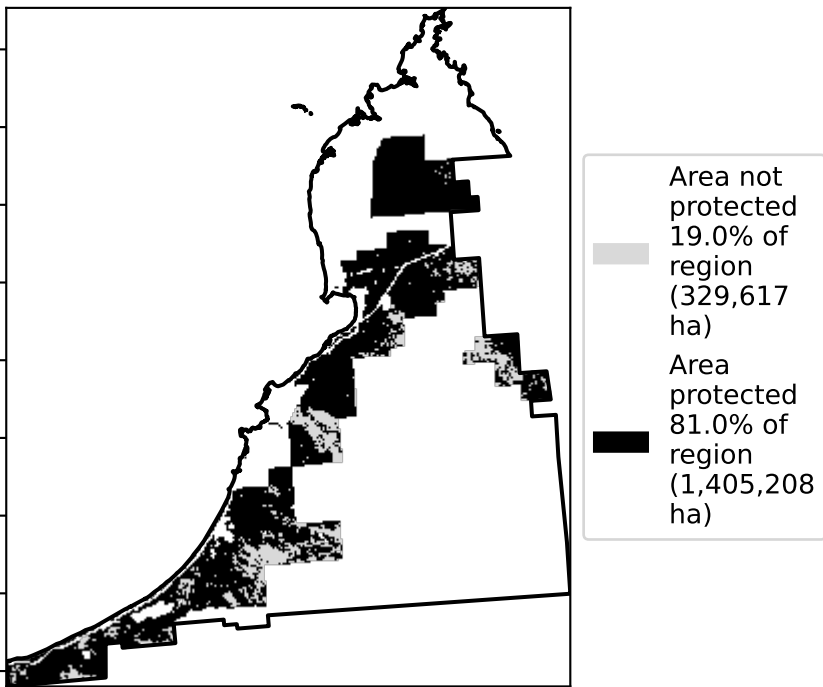 Area not
protected
19.0% of
region
(329,617
ha)
Area
protected
81.0% of
region
(1,405,208
ha)